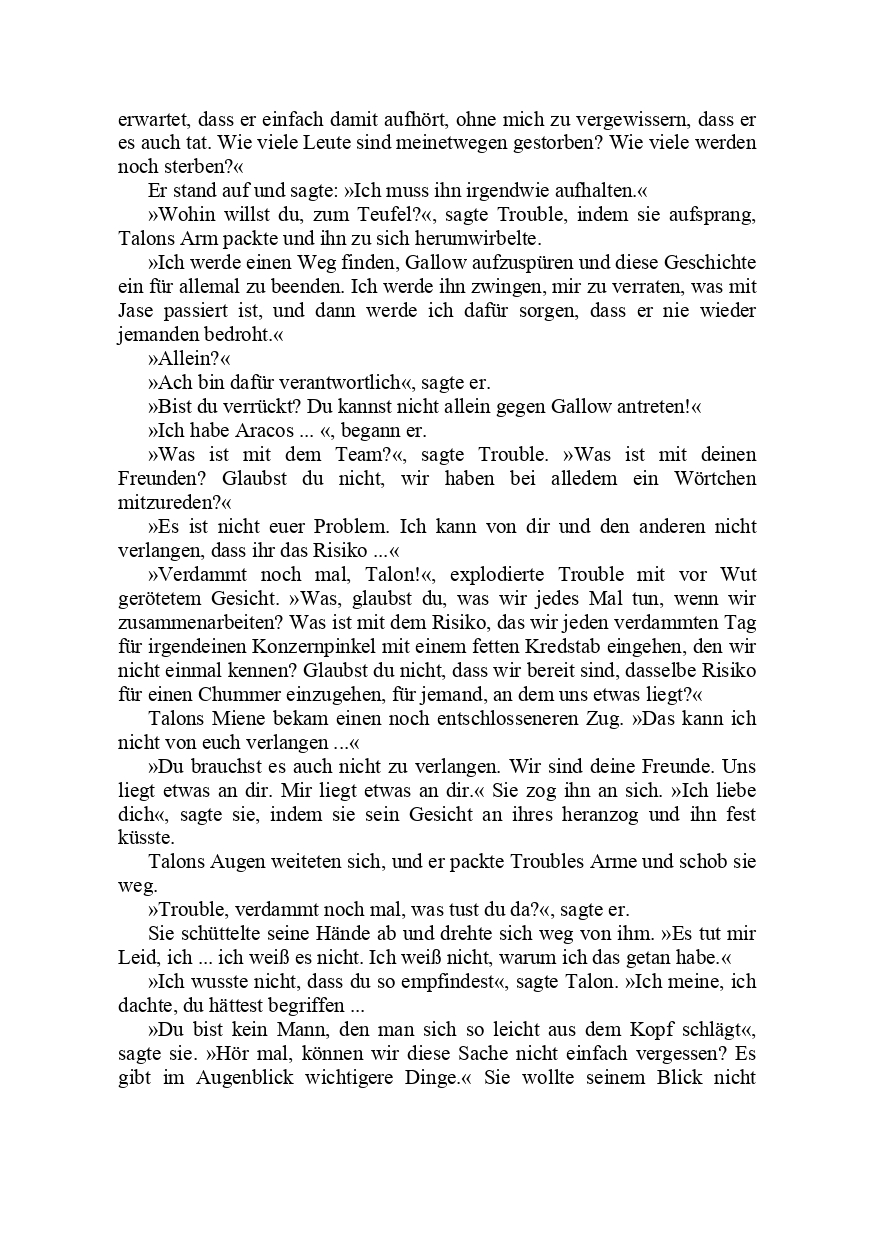 erwartet, dass er einfach damit aufhört, ohne mich zu vergewissern, dass er
es auch tat. Wie viele Leute sind meinetwegen gestorben? Wie viele werden
noch sterben?«
Er stand auf und sagte: »Ich muss ihn irgendwie aufhalten.«
»Wohin willst du, zum Teufel?«, sagte Trouble, indem sie aufsprang,
Talons Arm packte und ihn zu sich herumwirbelte.
»Ich werde einen Weg finden, Gallow aufzuspüren und diese Geschichte
ein für allemal zu beenden. Ich werde ihn zwingen, mir zu verraten, was mit
Jase passiert ist, und dann werde ich dafür sorgen, dass er nie wieder
jemanden bedroht.«
»Allein?«
»Ach bin dafür verantwortlich«, sagte er.
»Bist du verrückt? Du kannst nicht allein gegen Gallow antreten!«
»Ich habe Aracos ... «, begann er.
»Was ist mit dem Team?«, sagte Trouble. »Was ist mit deinen
Freunden? Glaubst du nicht, wir haben bei alledem ein Wörtchen
mitzureden?«
»Es ist nicht euer Problem. Ich kann von dir und den anderen nicht
verlangen, dass ihr das Risiko ...«
»Verdammt noch mal, Talon!«, explodierte Trouble mit vor Wut
gerötetem Gesicht. »Was, glaubst du, was wir jedes Mal tun, wenn wir
zusammenarbeiten? Was ist mit dem Risiko, das wir jeden verdammten Tag
für irgendeinen Konzernpinkel mit einem fetten Kredstab eingehen, den wir
nicht einmal kennen? Glaubst du nicht, dass wir bereit sind, dasselbe Risiko
für einen Chummer einzugehen, für jemand, an dem uns etwas liegt?«
Talons Miene bekam einen noch entschlosseneren Zug. »Das kann ich
nicht von euch verlangen ...«
»Du brauchst es auch nicht zu verlangen. Wir sind deine Freunde. Uns
liegt etwas an dir. Mir liegt etwas an dir.« Sie zog ihn an sich. »Ich liebe
dich«, sagte sie, indem sie sein Gesicht an ihres heranzog und ihn fest
küsste.
Talons Augen weiteten sich, und er packte Troubles Arme und schob sie
weg.
»Trouble, verdammt noch mal, was tust du da?«, sagte er.
Sie schüttelte seine Hände ab und drehte sich weg von ihm. »Es tut mir
Leid, ich ... ich weiß es nicht. Ich weiß nicht, warum ich das getan habe.«
»Ich wusste nicht, dass du so empfindest«, sagte Talon. »Ich meine, ich
dachte, du hättest begriffen ...
»Du bist kein Mann, den man sich so leicht aus dem Kopf schlägt«,
sagte sie. »Hör mal, können wir diese Sache nicht einfach vergessen? Es
gibt im Augenblick wichtigere Dinge.« Sie wollte seinem Blick nicht